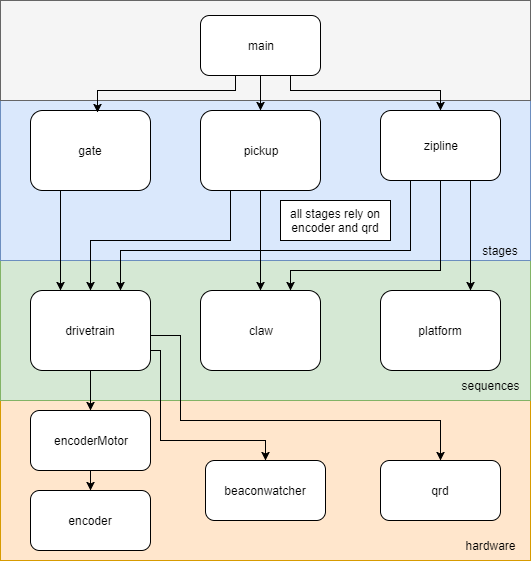 main
gate
pickup
zipline
all stages rely on
encoder and qrd
stages
drivetrain
claw
platform
sequences
encoderMotor
beaconwatcher
qrd
encoder
hardware